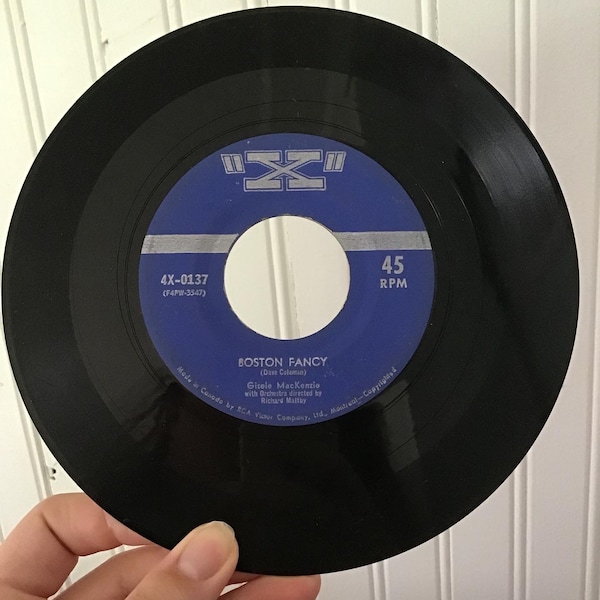 "X"
4X-0137
(F4PW-3547)
45
RPM
BOSTON FANCY
(Dave Coleman)
Gisele MacKenzie
with Orchestra directed by
Richard Maltby
Made in Canada by RCA Victor Company, Ltd., Montreal—Copyrighted